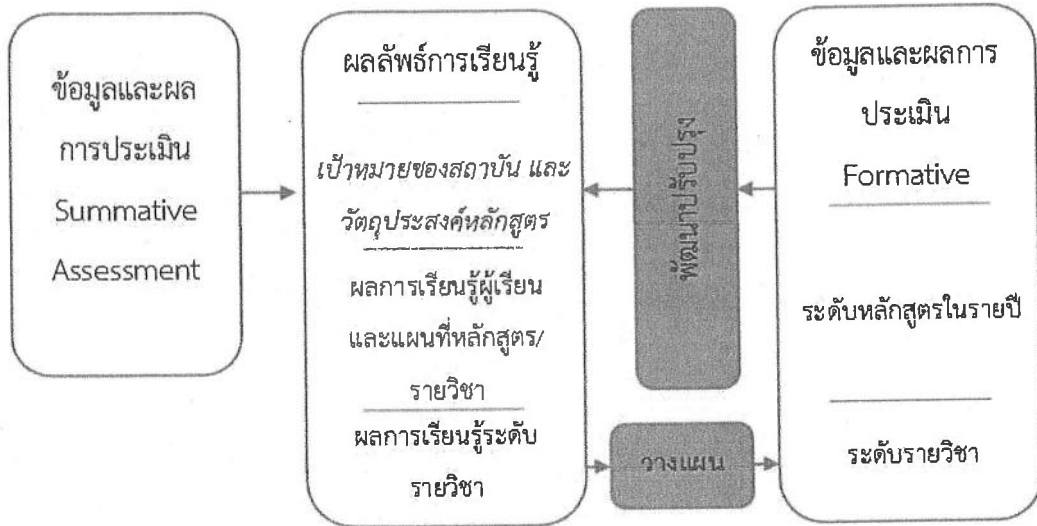 ข้อมูลและผล
การประเมิน
Summative
Assessment
ผลลัพธ์การเรียนรู้
เป้าหมายของสถาบัน และ
วัตถุประสงค์หลักสูตร
ผลการเรียนรู้ผู้เรียน
และแผนที่หลักสูตร/
รายวิชา
ผลการเรียนรู้ระดับ
รายวิชา
พัฒนาปรับปรุง
วางแผน
ข้อมูลและผลการ
ประเมิน
Formative
ระดับหลักสูตรในรายปี
ระดับรายวิชา